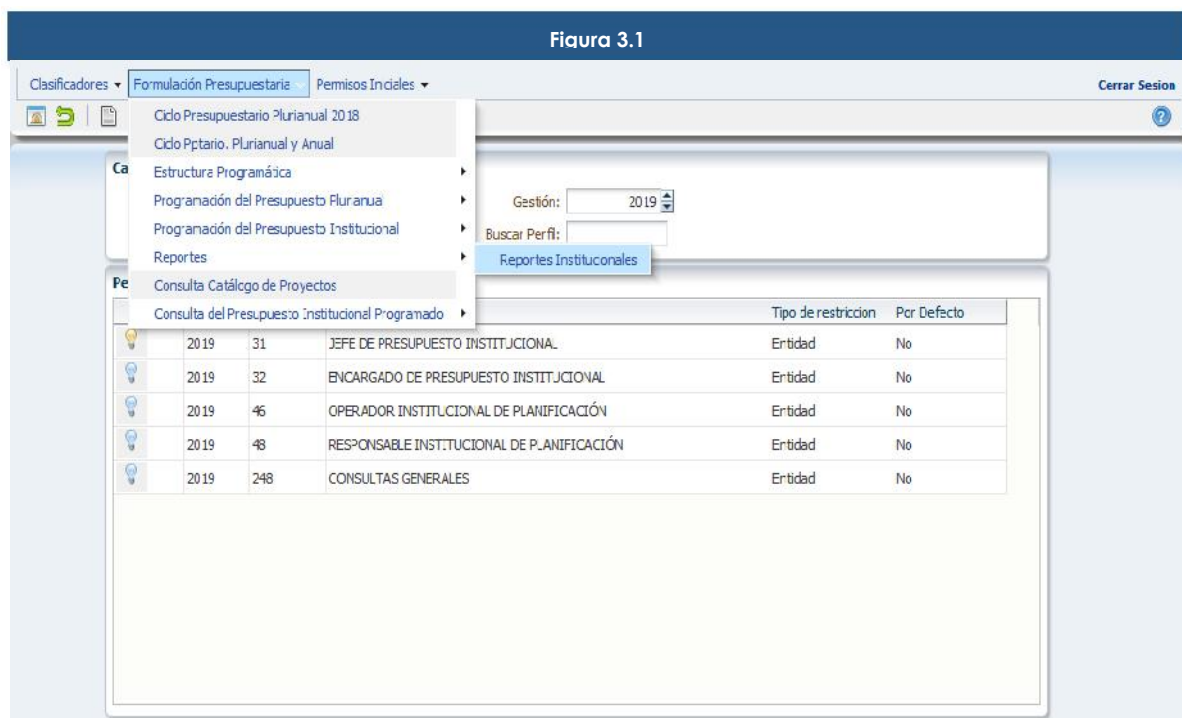 Figura 3.1
Clasificadores Formulación Presupuestaria Permisos Inciales Cerrar Sesion
Ciclo Presupuestario Plurianual 2018
Ciclo Pptario. Plurianual y Anual
Ca
Estructura Programática
Programación del Presupuesto Plurianual
Gestión: 2019
Programación del Presupuesto Institucional
Buscar Perfil:
Reportes
Reportes Instituconales
Pe
Consulta Catálogo de Proyectos
Consulta del Presupuesto Institucional Programado
Tipo de restriccion Por Defecto
2019 31 JEFE DE PRESUPUESTO INSTITUCIONAL Entidad No
2019 32 ENCARGADO DE PRESUPUESTO INSTITUCIONAL Entidad No
2019 46 OPERADOR INSTITUCIONAL DE PLANIFICACIÓN Entidad No
2019 48 RESPONSABLE INSTITUCIONAL DE PLANIFICACIÓN Entidad No
2019 248 CONSULTAS GENERALES Entidad No